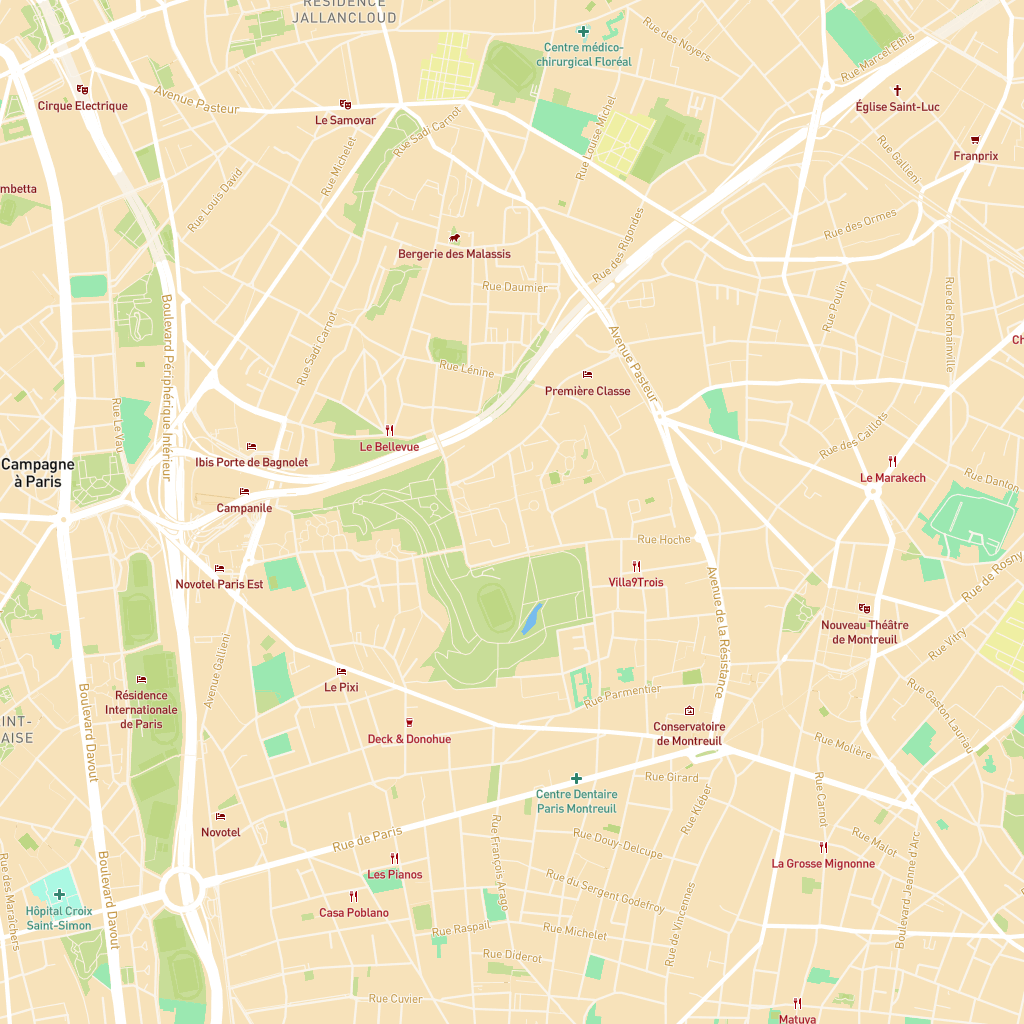 RÉSIDENCE
JALLANCLOUD
Rue des Noyers
Centre médico-
chirurgical Floréal
Rue Marcel Ethis
Cirque Electrique
Avenue Pasteur
Le Samovar
Rue Sadi Carnot
Rue Louise Michel
Église Saint-Luc
Franprix
Rue Gallieni
Rue Michelet
Rue Louis David
mbetta
Rue des Ormes
Rue des Rigondes
Bergerie des Malassis
Rue Daumier
Rue Poulin
Rue de Romainville
Boulevard Périphérique Intérieur
Rue Sadi Carnot
Avenue Pasteur
Ch
Rue Lénine
Première Classe
Rue Le Vau
Rue des Caillots
Le Bellevue
Ibis Porte de Bagnolet
Campagne
à Paris
Le Marakech
Rue Danton
Campanile
Rue Hoche
Novotel Paris Est
Villa9Trois
Rue de Rosny
Avenue de la Résistance
Nouveau Théâtre
de Montreuil
Rue Vitry
Avenue Gallieni
Le Pixi
Résidence
Internationale
de Paris
Rue Parmentier
Rue Gaston Lauriau
INT-
AISE
Boulevard Davout
Deck & Donohue
Conservatoire
de Montreuil
Rue Molière
Rue Girard
Centre Dentaire
Paris Montreuil
Rue Kléber
Rue Carnot
Novotel
Rue de Paris
Rue François Arago
Rue Douy-Delcupe
Rue Malot
La Grosse Mignonne
Les Pianos
Rue des Maraîchers
Boulevard Davout
Rue du Sergent Godefroy
Boulevard Jeanne d'Arc
Hôpital Croix
Saint-Simon
Casa Poblano
Rue de Vincennes
Rue Raspail
Rue Michelet
Rue Diderot
Rue Cuvier
Matuva